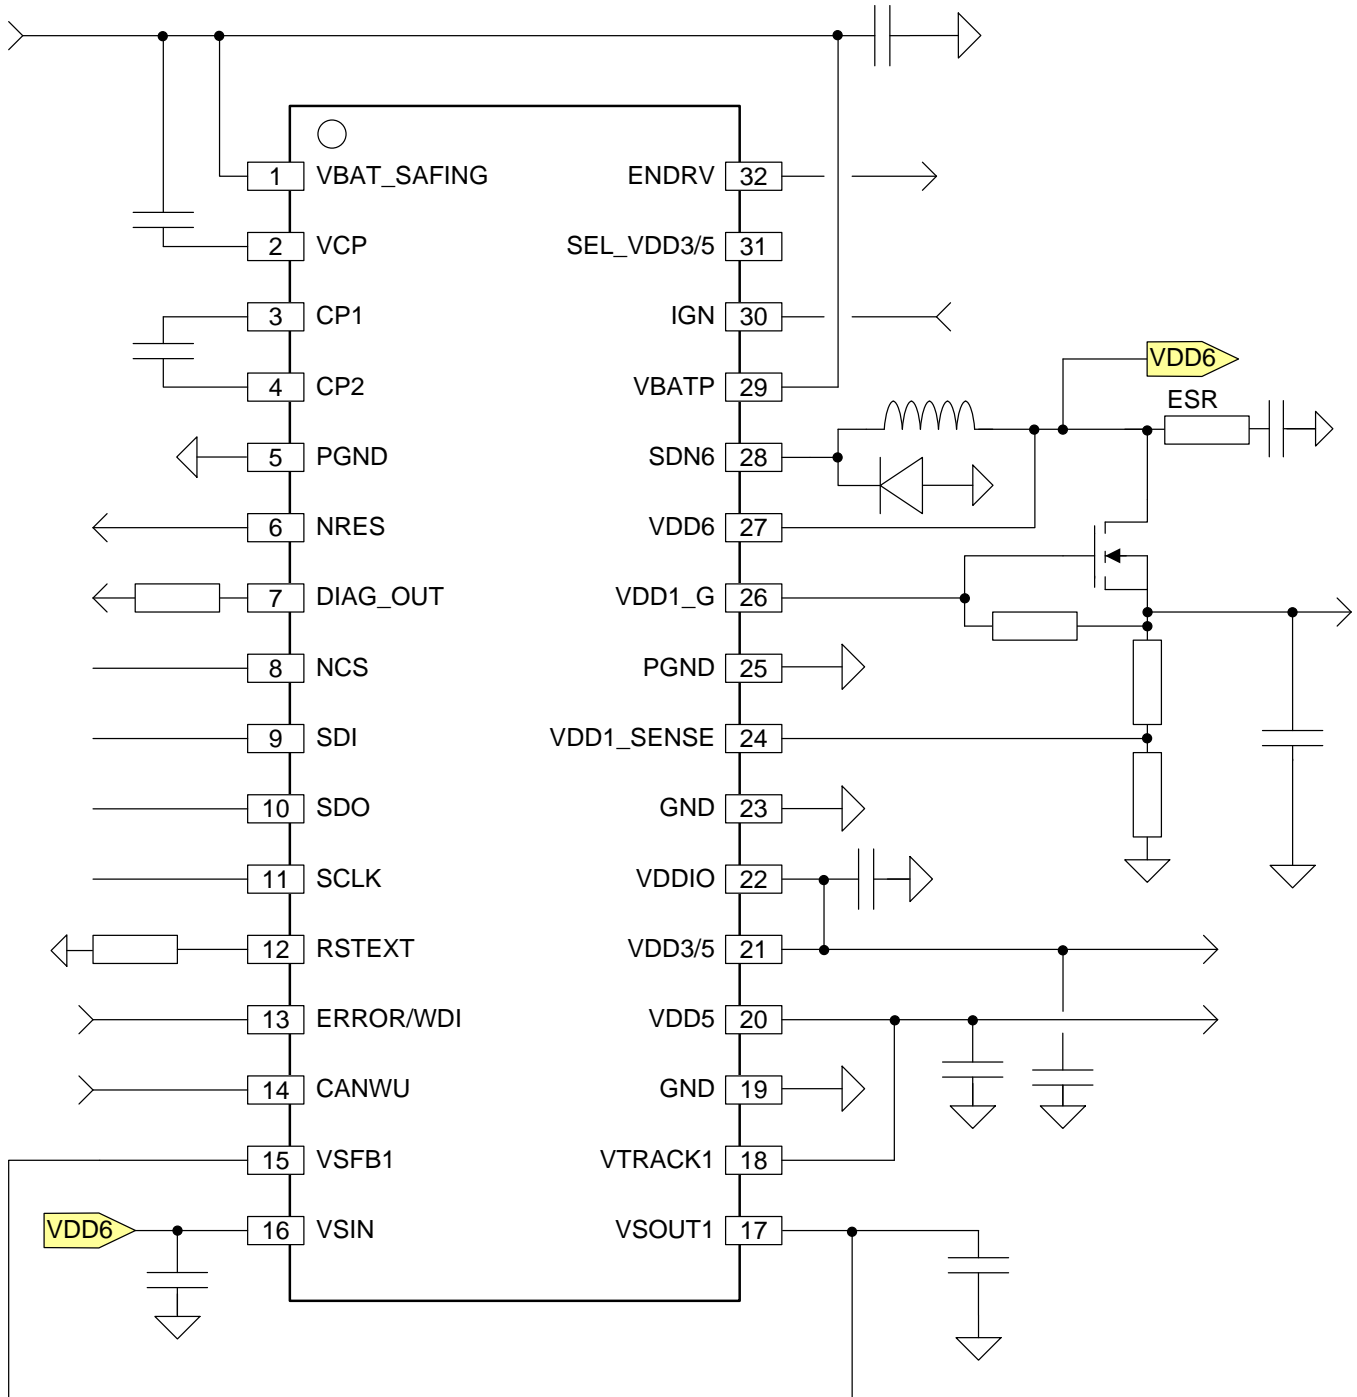 1 VBAT_SAFING ENDRV 32
2 VCP SEL_VDD3/5 31
3 CP1 IGN 30
VDD6
4 CP2 VBATP 29
ESR
5 PGND SDN6 28
6 NRES VDD6 27
7 DIAG_OUT VDD1_G 26
8 NCS PGND 25
9 SDI VDD1_SENSE 24
10 SDO GND 23
11 SCLK VDDIO 22
12 RSTEXT VDD3/5 21
13 ERROR/WDI VDD5 20
14 CANWU GND 19
15 VSFB1 VTRACK1 18
VDD6 16 VSIN VSOUT1 17